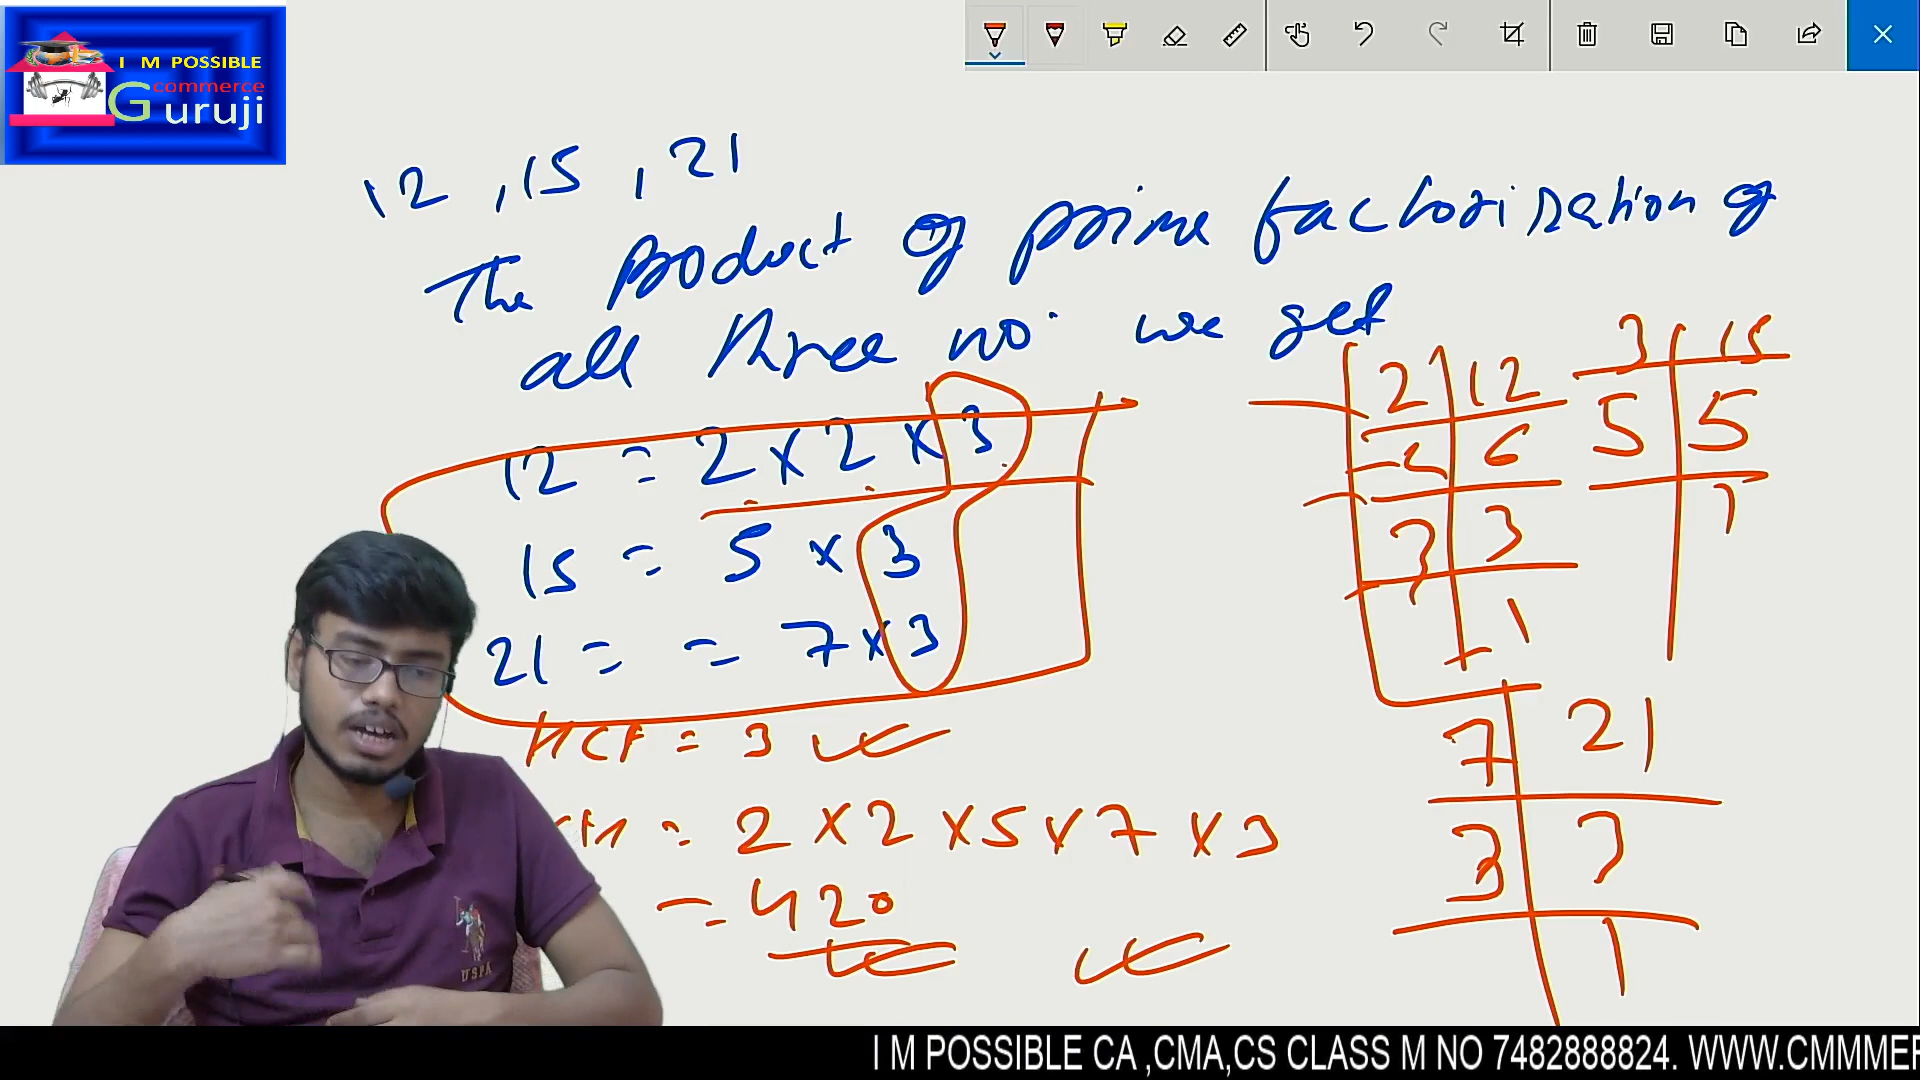 I M POSSIBLE
commerce
Guruji
12 , 15 , 21
The product of prime factorisation of
all three no. we get
12 = 2 x 2 x 3
15 = 5 x 3
21 = = 7 x 3
HCF = 3
= 2 x 2 x 5 x 7 x 3
= 420
2 12
2 6
3 3
1
3 15
5 5
1
7 21
3 3
1
USPA
I M POSSIBLE CA ,CMA,CS CLASS M NO 7482888824. WWW.CMMMER